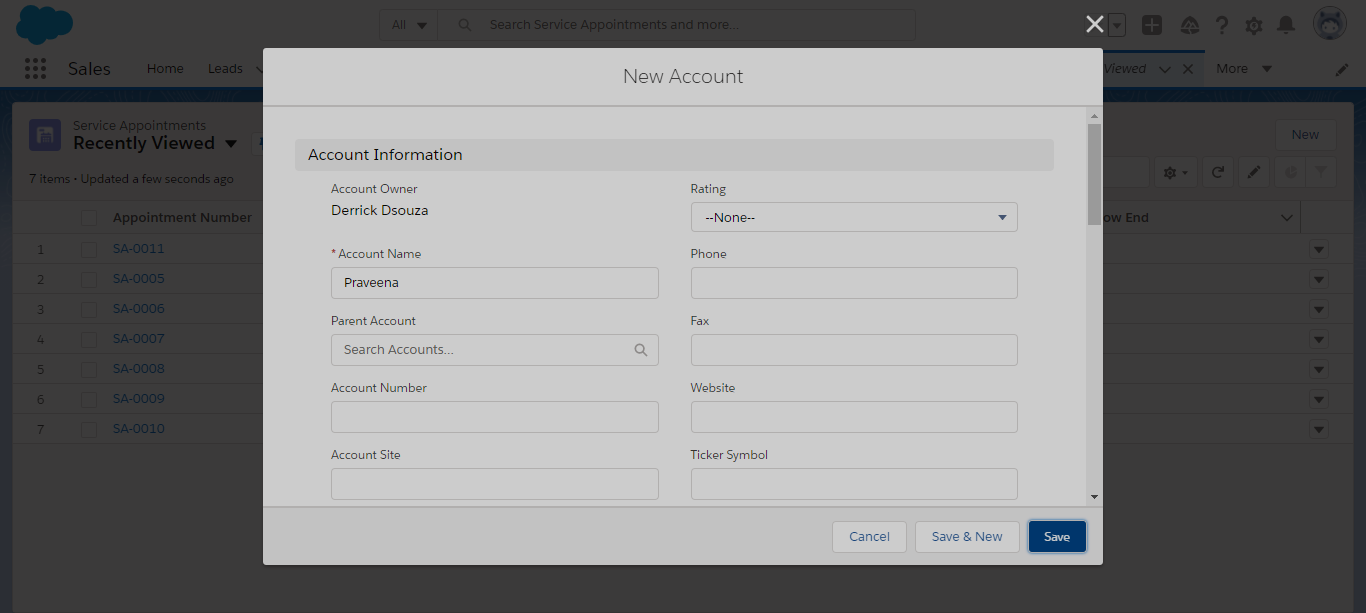 All
Search Service Appointments and more...
Sales
Home
Leads
Viewed
More
New Account
Service Appointments
Recently Viewed
New
7 items • Updated a few seconds ago
Account Information
Account Owner
Derrick Dsouza
Rating
--None--
Appointment Number
ow End
* Account Name
Praveena
Phone
Parent Account
Search Accounts...
Fax
Account Number
Website
Account Site
Ticker Symbol
1 SA-0011
2 SA-0005
3 SA-0006
4 SA-0007
5 SA-0008
6 SA-0009
7 SA-0010
Cancel
Save & New
Save